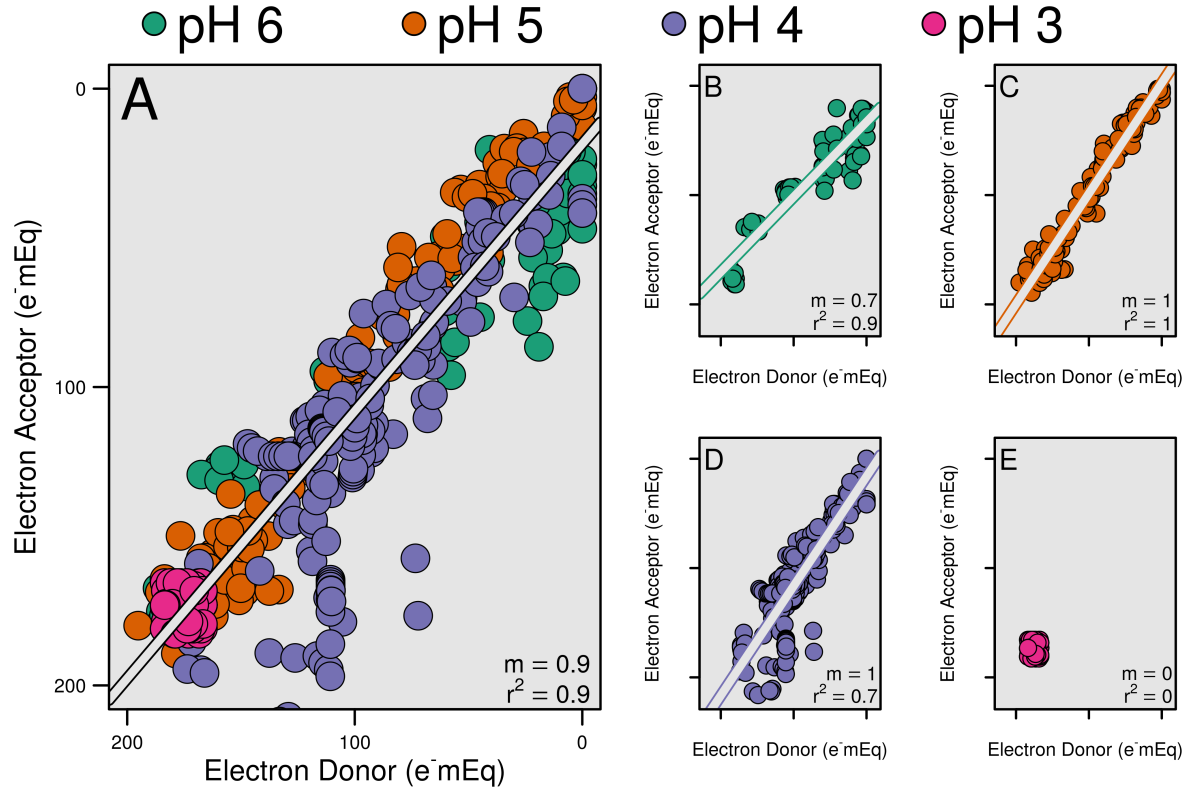 pH 6 pH 5 pH 4 pH 3
A
0
100
200
Electron Acceptor (e⁻mEq)
m = 0.9
r² = 0.9
200 100 0
Electron Donor (e⁻mEq)
B
Electron Acceptor (e⁻mEq)
m = 0.7
r² = 0.9
Electron Donor (e⁻mEq)
C
Electron Acceptor (e⁻mEq)
m = 1
r² = 1
Electron Donor (e⁻mEq)
D
Electron Acceptor (e⁻mEq)
m = 1
r² = 0.7
Electron Donor (e⁻mEq)
E
Electron Acceptor (e⁻mEq)
m = 0
r² = 0
Electron Donor (e⁻mEq)